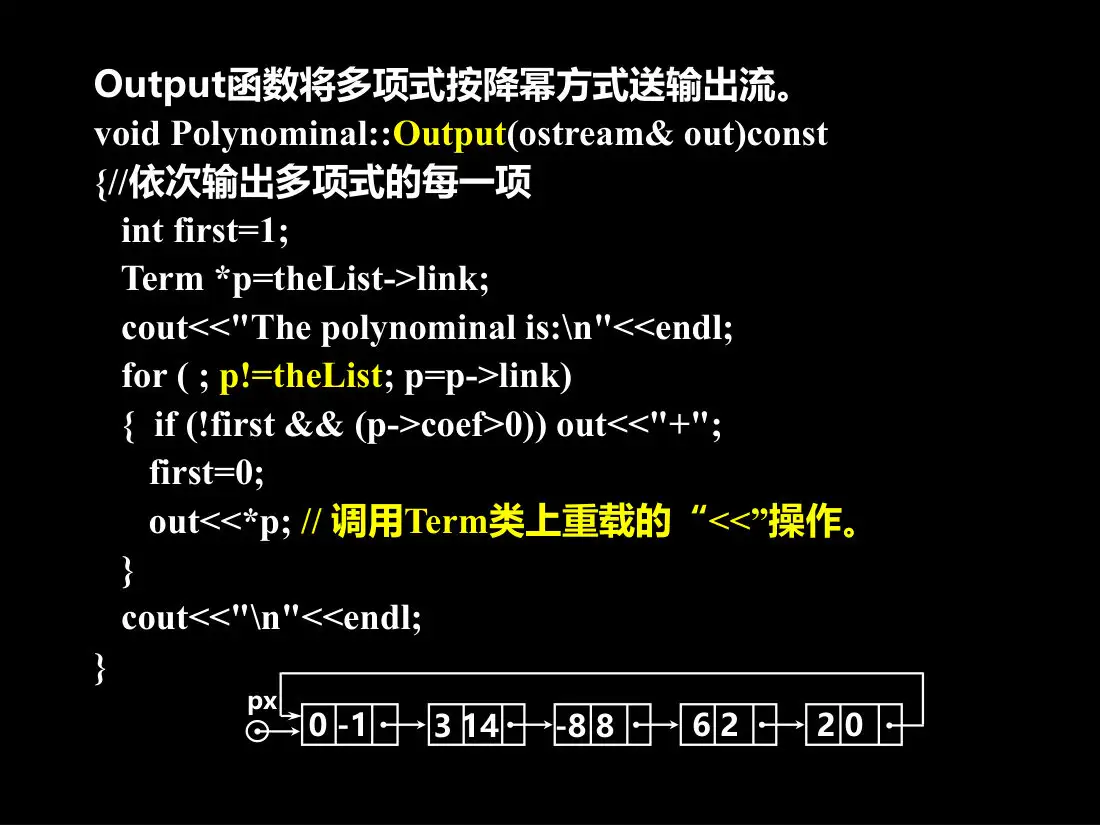 Output函数将多项式按降幂方式送输出流。
void Polynominal::Output(ostream& out)const
{//依次输出多项式的每一项
int first=1;
Term *p=theList->link;
cout<<"The polynominal is:\n"<<endl;
for ( ; p!=theList; p=p->link)
{ if (!first && (p->coef>0)) out<<"+";
first=0;
out<<*p; // 调用Term类上重载的“<<”操作。
}
cout<<"\n"<<endl;
}
px
0 -1 3 14 -8 8 6 2 2 0